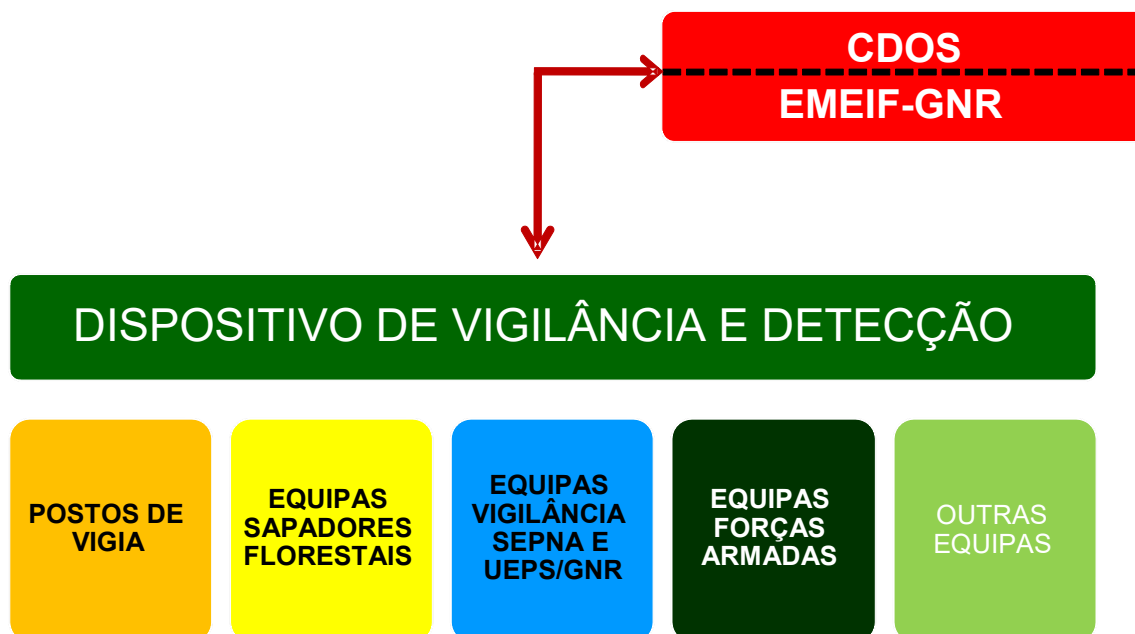 CDOS
EMEIF-GNR
DISPOSITIVO DE VIGILÂNCIA E DETECÇÃO
POSTOS DE
VIGIA
EQUIPAS
SAPADORES
FLORESTAIS
EQUIPAS
VIGILÂNCIA
SEPNA E
UEPS/GNR
EQUIPAS
FORÇAS
ARMADAS
OUTRAS
EQUIPAS